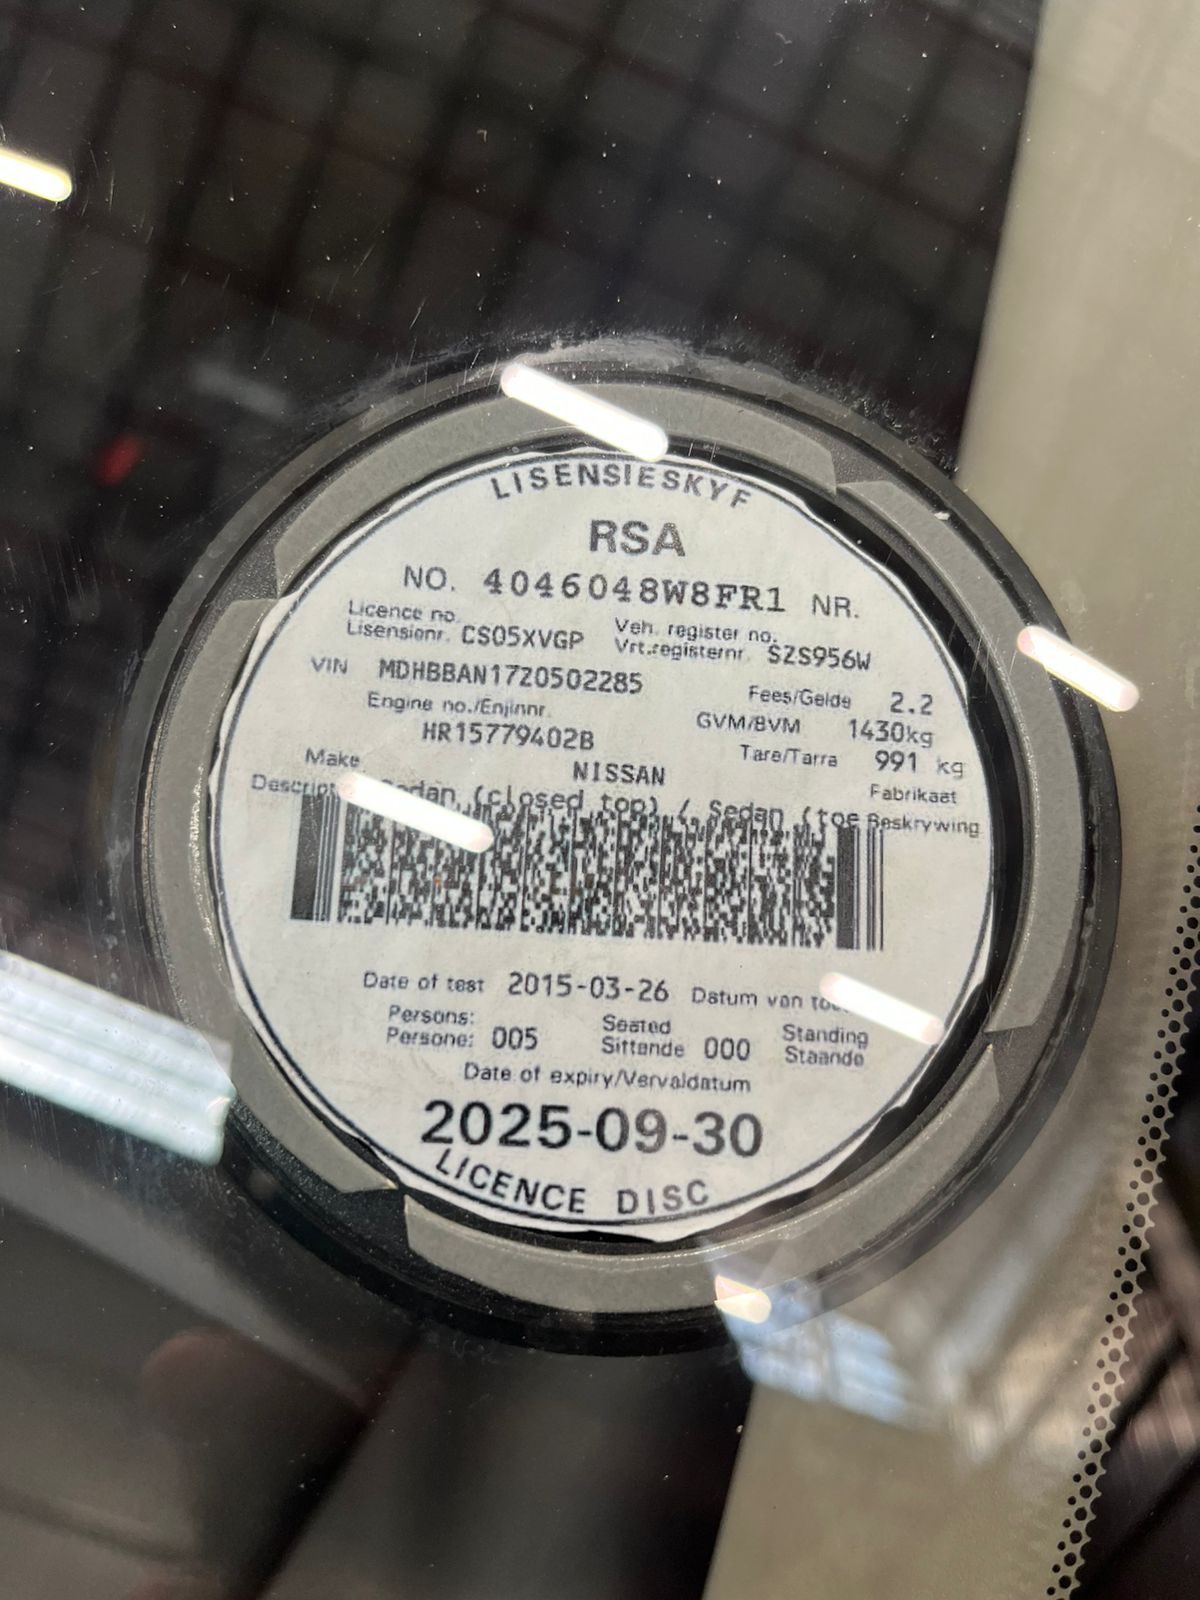 LISENSIESKYF
RSA
NO. 4046048W8FR1 NR.
Licence no. Veh. register no.
Lisensienr. CS05XVGP Vrt.registernr. SZS956W
VIN MDHBBAN17Z0502285 Fees/Gelde 2.2
Engine no./Enjinnr. GVM/BVM 1430kg
HR15779402B Tare/Tarra 991 kg
Make NISSAN Fabrikaat
(closed top) / Sedan (toe Beskrywing
Date of test 2015-03-26 Datum van
Persons: Seated Standing
Persone: 005 Sittende 000 Staande
Date of expiry/Vervaldatum
2025-09-30
LICENCE DISC